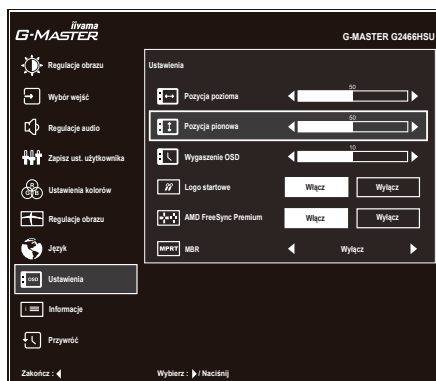 iiyama
G-MASTER
G-MASTER G2466HSU
Regulacje obrazu
Wybór wejść
Regulacje audio
Zapisz ust. użytkownika
Ustawienia kolorów
Regulacje obrazu
Język
OSD Ustawienia
Informacje
Przywróć
Ustawienia
Pozycja pozioma 50
Pozycja pionowa 50
Wygaszenie OSD 10
Logo startowe Włącz Wyłącz
AMD FreeSync Premium Włącz Wyłącz
MPRT MBR Wyłącz
Zakończ :
Wybierz : / Naciśnij